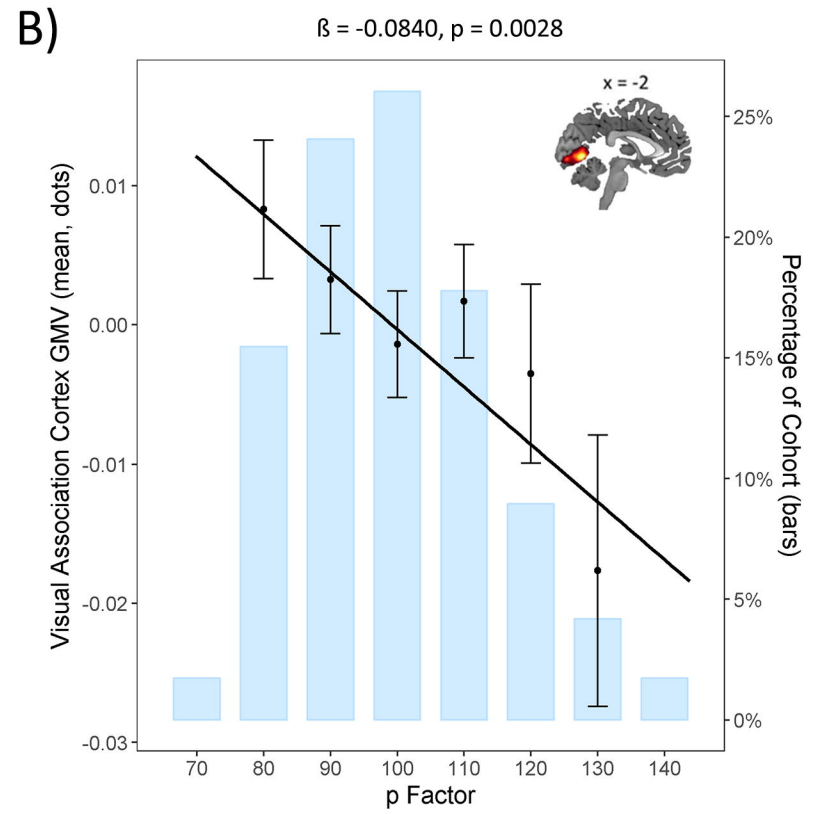 B)
ß = -0.0840, p = 0.0028
x = -2
Visual Association Cortex GMV (mean, dots)
0.01
0.00
-0.01
-0.02
-0.03
25%
20%
15%
10%
5%
0%
Percentage of Cohort (bars)
70 80 90 100 110 120 130 140
p Factor